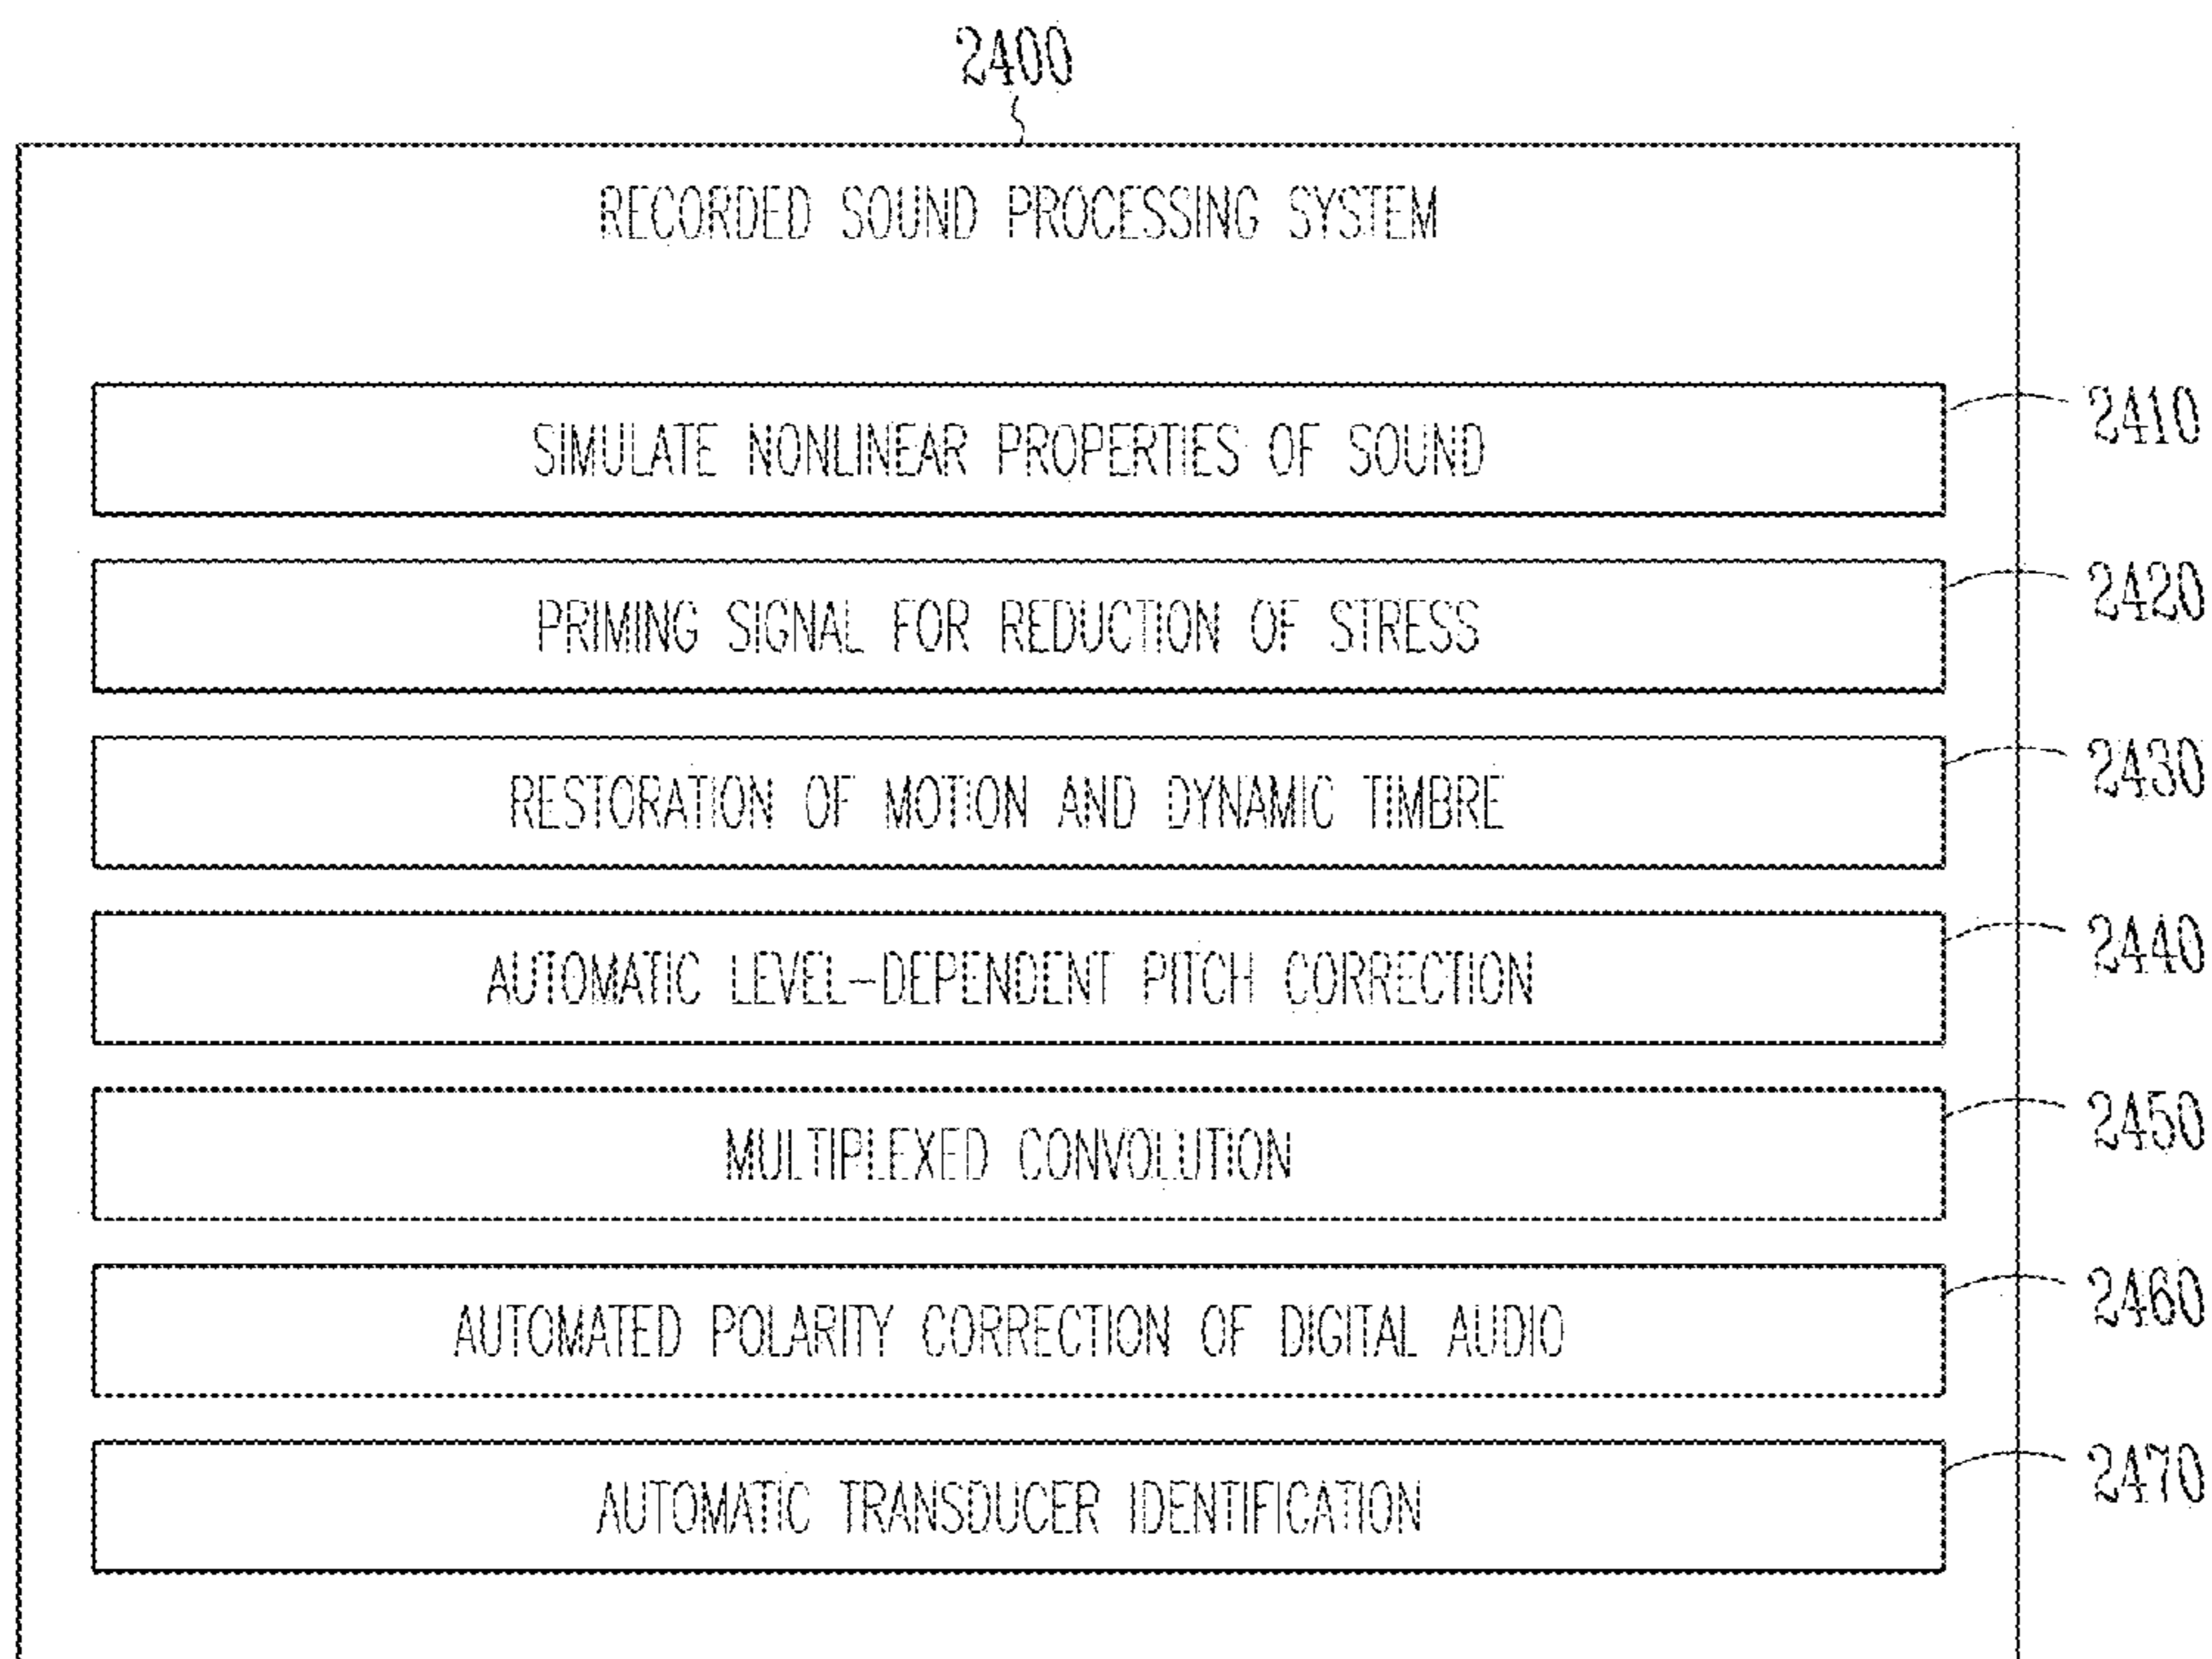 2400
RECORDED SOUND PROCESSING SYSTEM
SIMULATE NONLINEAR PROPERTIES OF SOUND
2410
PRIMING SIGNAL FOR REDUCTION OF STRESS
2420
RESTORATION OF MOTION AND DYNAMIC TIMBRE
2430
AUTOMATIC LEVEL-DEPENDENT PITCH CORRECTION
2440
MULTIPLEXED CONVOLUTION
2450
AUTOMATED POLARITY CORRECTION OF DIGITAL AUDIO
2460
AUTOMATIC TRANSDUCER IDENTIFICATION
2470